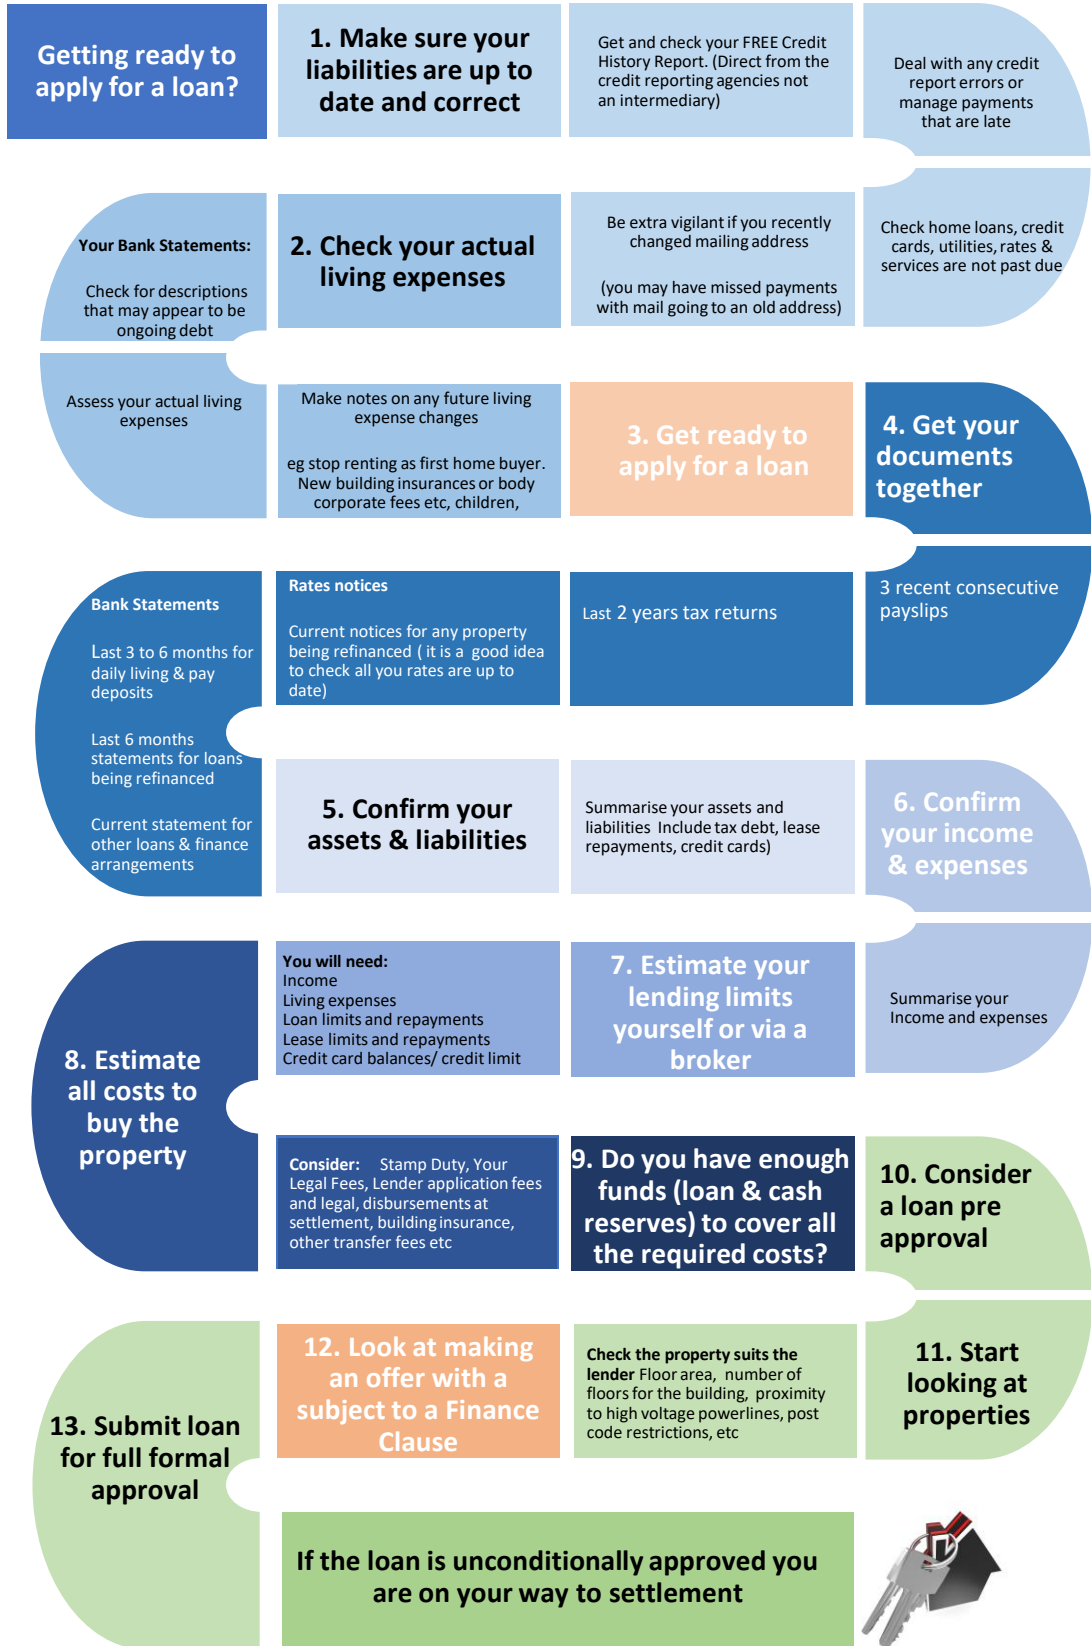 Getting ready to
apply for a loan?
1. Make sure your
liabilities are up to
date and correct
Get and check your FREE Credit
History Report. (Direct from the
credit reporting agencies not
an intermediary)
Deal with any credit
report errors or
manage payments
that are late
Check home loans, credit
cards, utilities, rates &
services are not past due
Be extra vigilant if you recently
changed mailing address
(you may have missed payments
with mail going to an old address)
2. Check your actual
living expenses
Your Bank Statements:
Check for descriptions
that may appear to be
ongoing debt
Assess your actual living
expenses
Make notes on any future living
expense changes
eg stop renting as first home buyer.
New building insurances or body
corporate fees etc, children,
3. Get ready to
apply for a loan
4. Get your
documents
together
3 recent consecutive
payslips
Last 2 years tax returns
Rates notices
Current notices for any property
being refinanced ( it is a good idea
to check all you rates are up to
date)
Bank Statements
Last 3 to 6 months for
daily living & pay
deposits
Last 6 months
statements for loans
being refinanced
Current statement for
other loans & finance
arrangements
5. Confirm your
assets & liabilities
Summarise your assets and
liabilities Include tax debt, lease
repayments, credit cards)
6. Confirm
your income
& expenses
Summarise your
Income and expenses
7. Estimate your
lending limits
yourself or via a
broker
You will need:
Income
Living expenses
Loan limits and repayments
Lease limits and repayments
Credit card balances/ credit limit
8. Estimate
all costs to
buy the
property
Consider: Stamp Duty, Your
Legal Fees, Lender application fees
and legal, disbursements at
settlement, building insurance,
other transfer fees etc
9. Do you have enough
funds (loan & cash
reserves) to cover all
the required costs?
10. Consider
a loan pre
approval
11. Start
looking at
properties
Check the property suits the
lender Floor area, number of
floors for the building, proximity
to high voltage powerlines, post
code restrictions, etc
12. Look at making
an offer with a
subject to a Finance
Clause
13. Submit loan
for full formal
approval
If the loan is unconditionally approved you
are on your way to settlement